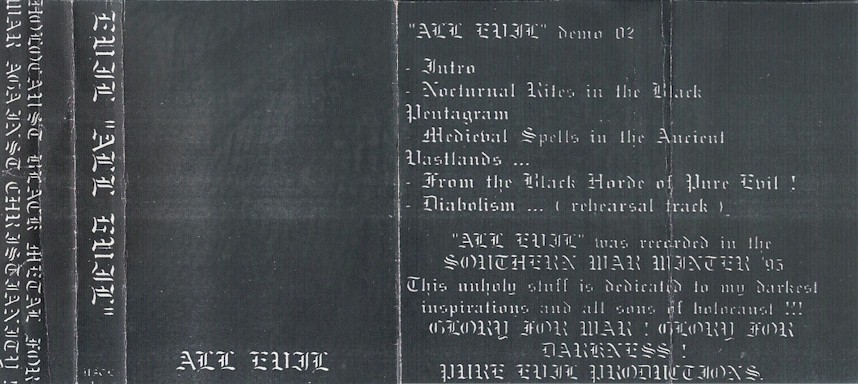 HOLOCAUST BLACK METAL FOR
WAR AGAINST CHRISTIANITY !
EVIL "ALL EVIL"
ALL EVIL
"ALL EVIL" demo 02
- Intro
- Nocturnal Rites in the Black
Pentagram
Medieval Spells in the Ancient
Vastlands ...
- From the Black Horde of Pure Evil !
- Diabolism ... ( rehearsal track )
"ALL EVIL" was recorded in the
SOUTHERN WAR WINTER '95
This unholy stuff is dedicated to my darkest
inspirations and all sons of holocaust !!!
GLORY FOR WAR ! GLORY FOR
DARKNESS !
PURE EVIL PRODUCTIONS